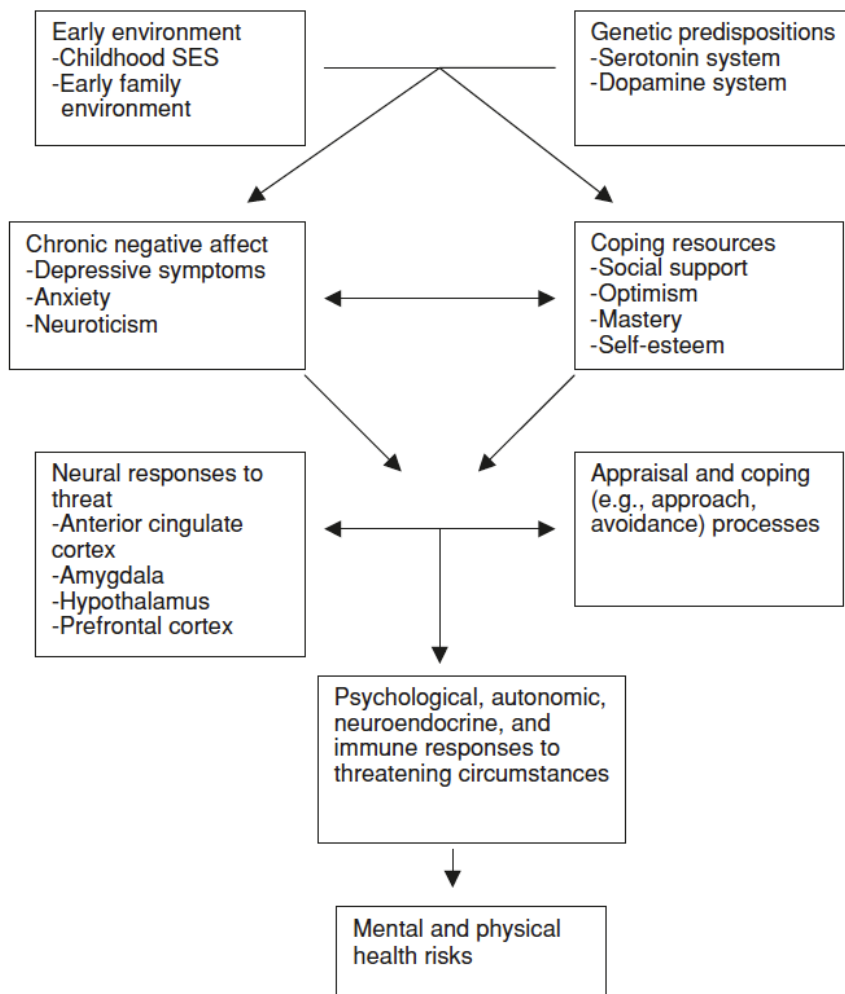 Early environment
-Childhood SES
-Early family
environment
Genetic predispositions
-Serotonin system
-Dopamine system
Chronic negative affect
-Depressive symptoms
-Anxiety
-Neuroticism
Coping resources
-Social support
-Optimism
-Mastery
-Self-esteem
Neural responses to
threat
-Anterior cingulate
cortex
-Amygdala
-Hypothalamus
-Prefrontal cortex
Appraisal and coping
(e.g., approach,
avoidance) processes
Psychological, autonomic,
neuroendocrine, and
immune responses to
threatening circumstances
Mental and physical
health risks